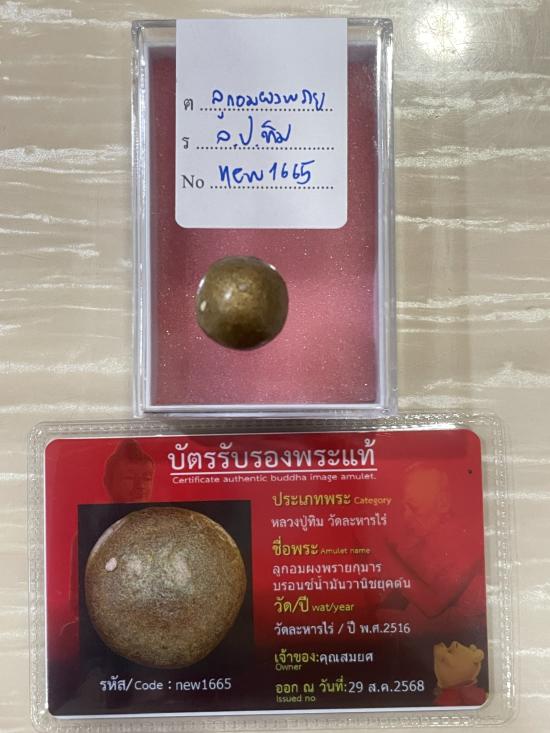 ต ลูกอมผงพราย
ร ล.ป.ทิม
No new1665
บัตรรับรองพระแท้
Certificate authentic buddha image amulet.
ประเภทพระ Category
หลวงปู่ทิม วัดละหารไร่
ชื่อพระ Amulet name
ลูกอมผงพรายกุมาร
บรอนซ์น้ำมันวานิชยุคต้น
วัด/ปี wat/year
วัดละหารไร่ / ปี พ.ศ.2516
เจ้าของ:คุณสมยศ
Owner
ออก ณ วันที่:29 ส.ค.2568
Issued no
รหัส/Code : new1665